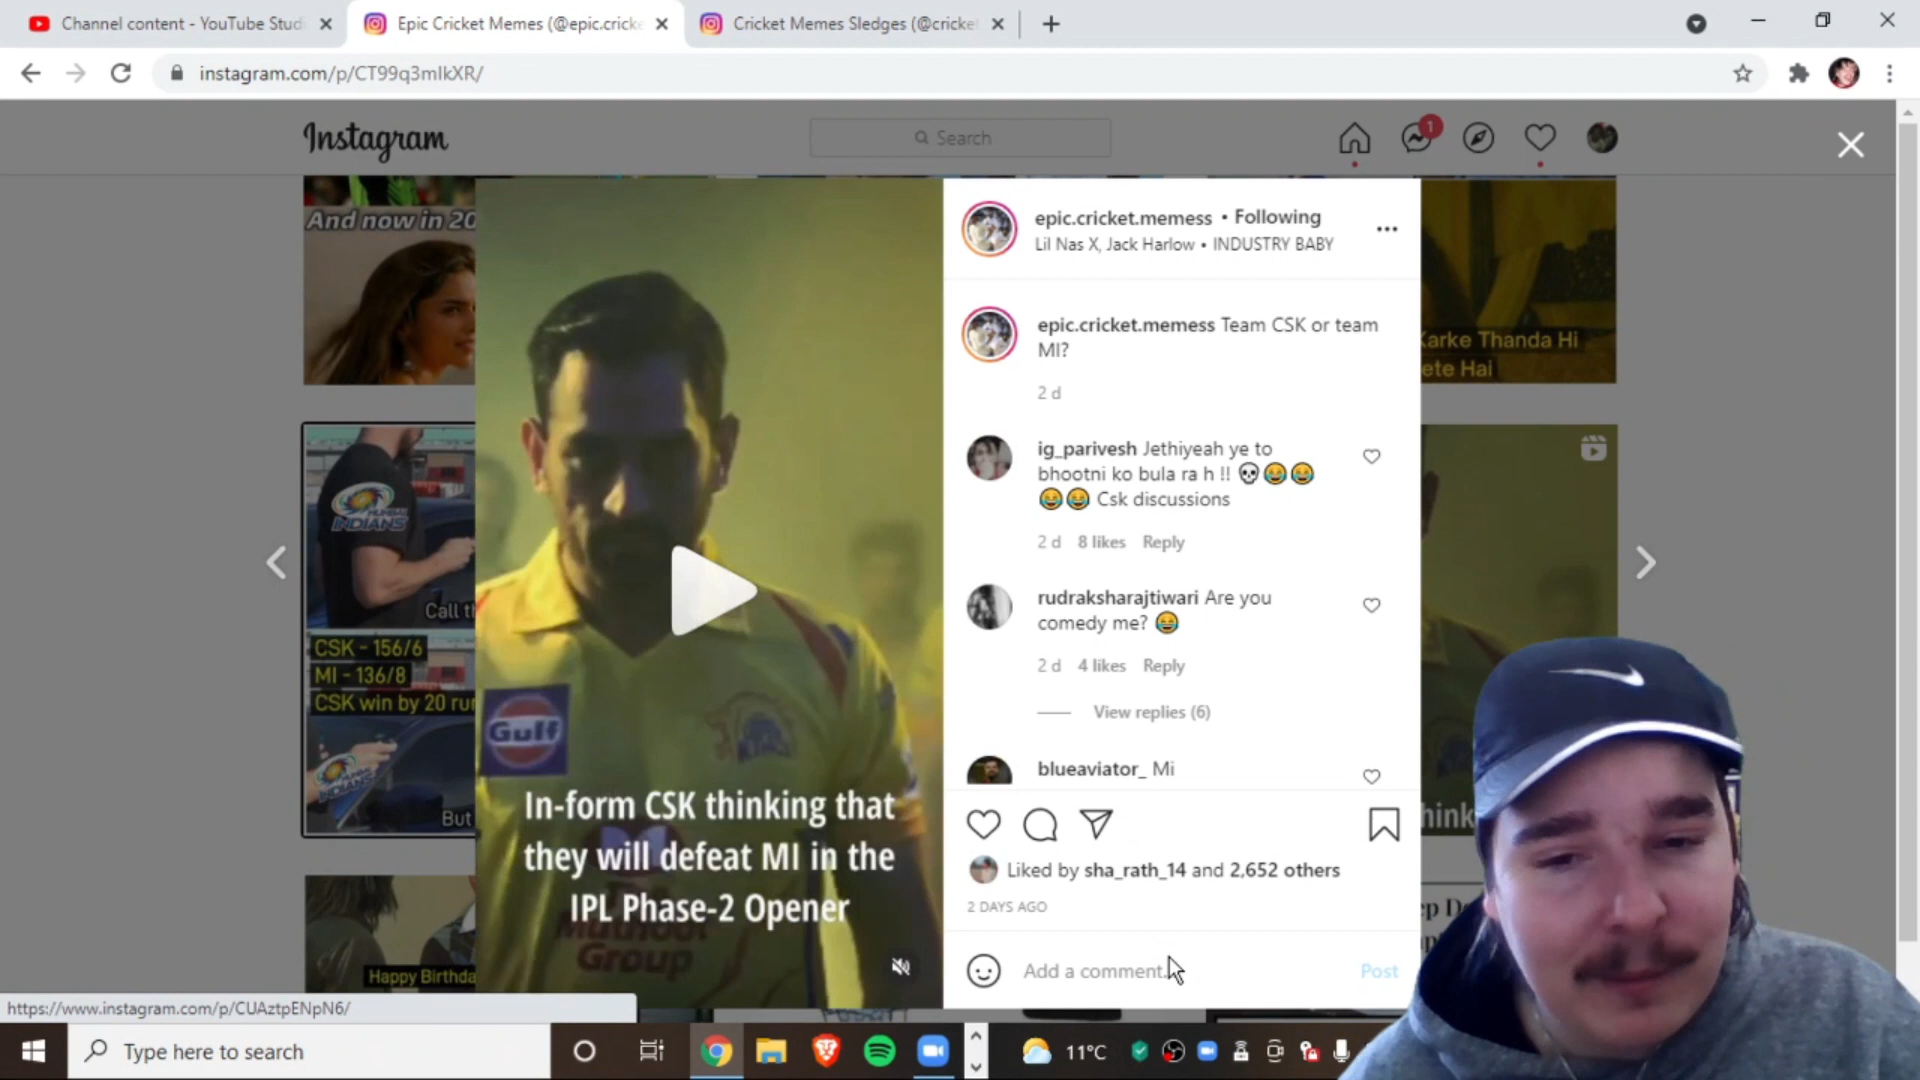 Channel content - YouTube Studi
Epic Cricket Memes (@epic.cricke
Cricket Memes Sledges (@cricket
instagram.com/p/CT99q3mlkXR/
Instagram
Search
1
And now in 20
Karke Thanda Hi
ete Hai
epic.cricket.memess • Following
Lil Nas X, Jack Harlow • INDUSTRY BABY
epic.cricket.memess Team CSK or team
MI?
2 d
ig_parivesh Jethiyeah ye to
bhootni ko bula ra h !! 💀😂😂
😂😂 Csk discussions
2 d 8 likes Reply
rudraksharajtiwari Are you
comedy me? 😂
2 d 4 likes Reply
View replies (6)
blueaviator_ Mi
Liked by sha_rath_14 and 2,652 others
2 DAYS AGO
Add a comment...
Post
MUMBAI
INDIANS
Call th
CSK - 156/6
MI - 136/8
CSK win by 20 ru
But
Happy Birthda
Gulf
KINGS
In-form CSK thinking that
they will defeat MI in the
IPL Phase-2 Opener
Muthoot
Group
hink
https://www.instagram.com/p/CUAztpENpN6/
Type here to search
11°C